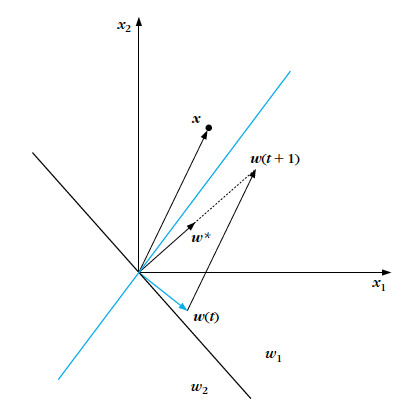 x₂
x
w(t + 1)
w*
x₁
w(t)
w₁
w₂